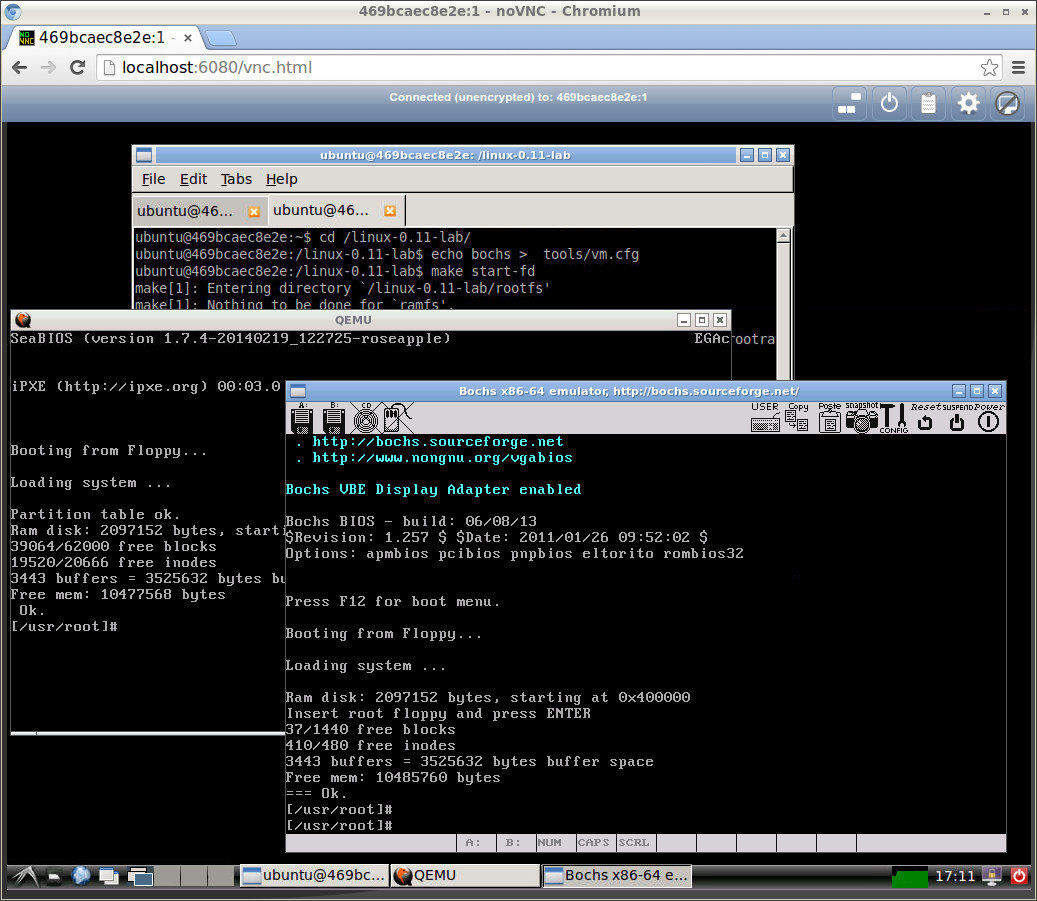 469bcaec8e2e:1 - noVNC - Chromium
469bcaec8e2e:1 -
localhost:6080/vnc.html
Connected (unencrypted) to: 469bcaec8e2e:1
ubuntu@469bcaec8e2e: /linux-0.11-lab
File Edit Tabs Help
ubuntu@46... ubuntu@46...
ubuntu@469bcaec8e2e:~$ cd /linux-0.11-lab/
ubuntu@469bcaec8e2e:/linux-0.11-lab$ echo bochs >  tools/vm.cfg
ubuntu@469bcaec8e2e:/linux-0.11-lab$ make start-fd
make[1]: Entering directory `/linux-0.11-lab/rootfs'
make[1]: Nothing to be done for `ramfs'.
rootra
QEMU
SeaBIOS (version 1.7.4-20140219_122725-roseapple)
EGAc
iPXE (http://ipxe.org) 00:03.0
Booting from Floppy...
Loading system ...
Partition table ok.
Ram disk: 2097152 bytes, starti
39064/62000 free blocks
19520/20666 free inodes
3443 buffers = 3525632 bytes bu
Free mem: 10477568 bytes
Ok.
[/usr/root]#
Bochs x86-64 emulator, http://bochs.sourceforge.net/
A: B: CD USER Copy Paste snapshot CONFIG Reset SUSPEND Power
. http://bochs.sourceforge.net
. http://www.nongnu.org/vgabios
Bochs VBE Display Adapter enabled
Bochs BIOS - build: 06/08/13
$Revision: 1.257 $ $Date: 2011/01/26 09:52:02 $
Options: apmbios pcibios pnpbios eltorito rombios32
Press F12 for boot menu.
Booting from Floppy...
Loading system ...
Ram disk: 2097152 bytes, starting at 0x400000
Insert root floppy and press ENTER
37/1440 free blocks
410/480 free inodes
3443 buffers = 3525632 bytes buffer space
Free mem: 10485760 bytes
=== Ok.
[/usr/root]#
[/usr/root]#
A: B: NUM CAPS SCRL
ubuntu@469bc... QEMU Bochs x86-64 e... 17:11